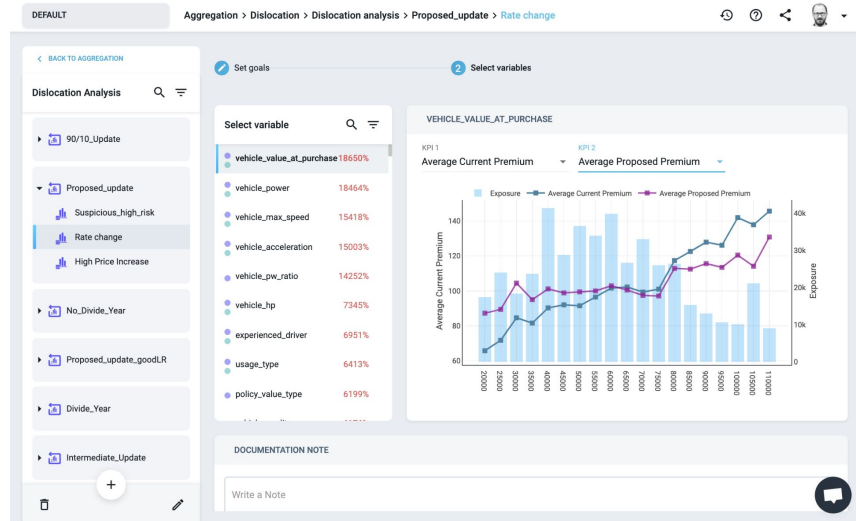 DEFAULT
Aggregation > Dislocation > Dislocation analysis > Proposed_update > Rate change
BACK TO AGGREGATION
Dislocation Analysis
90/10_Update
Proposed_update
Suspicious_high_risk
Rate change
High Price Increase
No_Divide_Year
Proposed_update_goodLR
Divide_Year
Intermediate_Update
+
Set goals
2 Select variables
Select variable
vehicle_value_at_purchase 18650%
vehicle_power 18464%
vehicle_max_speed 15418%
vehicle_acceleration 15003%
vehicle_pw_ratio 14252%
vehicle_hp 7345%
experienced_driver 6951%
usage_type 6413%
policy_value_type 6199%
VEHICLE_VALUE_AT_PURCHASE
KPI 1
Average Current Premium
KPI 2
Average Proposed Premium
Exposure Average Current Premium Average Proposed Premium
Average Current Premium
140
120
100
80
60
40k
30k
20k
10k
0
Exposure
20000
25000
30000
35000
40000
45000
50000
55000
60000
65000
70000
75000
80000
85000
90000
95000
100000
105000
110000
DOCUMENTATION NOTE
Write a Note